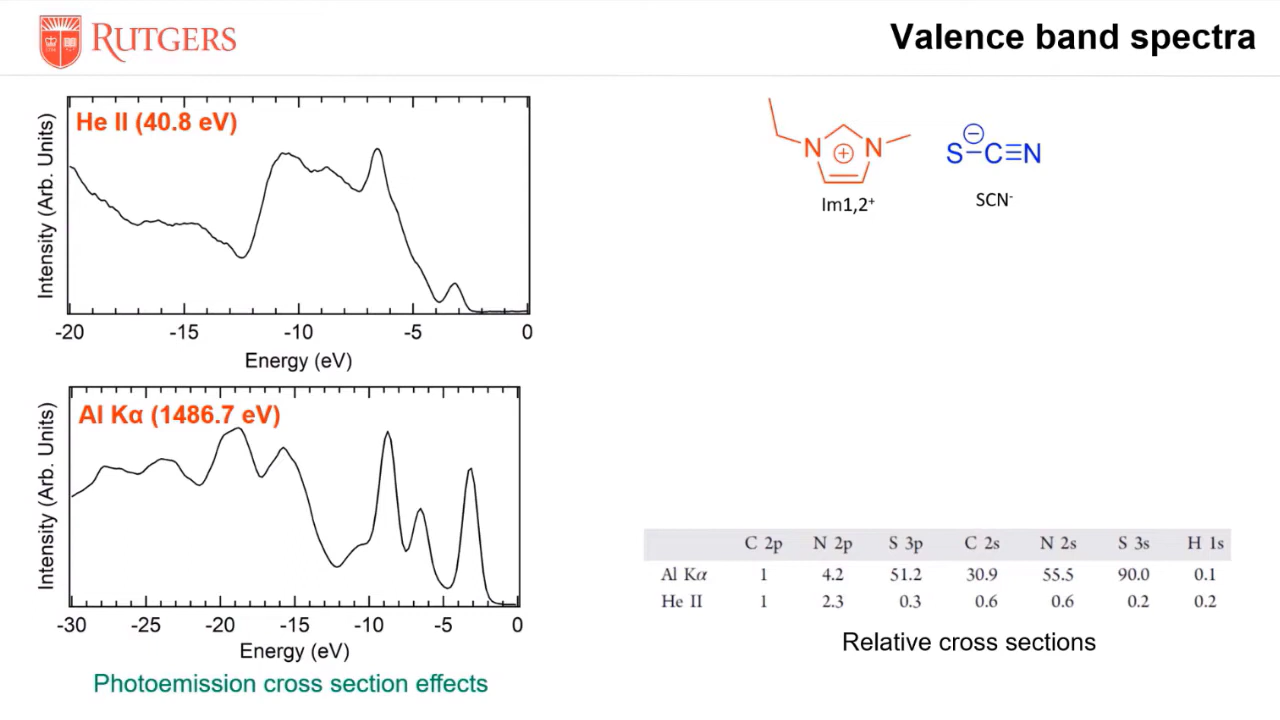 RUTGERS
Valence band spectra
He II (40.8 eV)
Intensity (Arb. Units)
-20 -15 -10 -5 0
Energy (eV)
Al Kα (1486.7 eV)
Intensity (Arb. Units)
-30 -25 -20 -15 -10 -5 0
Energy (eV)
Photoemission cross section effects
N + N
Im1,2⁺
S−C≡N
SCN⁻
C 2p N 2p S 3p C 2s N 2s S 3s H 1s
Al Kα 1 4.2 51.2 30.9 55.5 90.0 0.1
He II 1 2.3 0.3 0.6 0.6 0.2 0.2
Relative cross sections